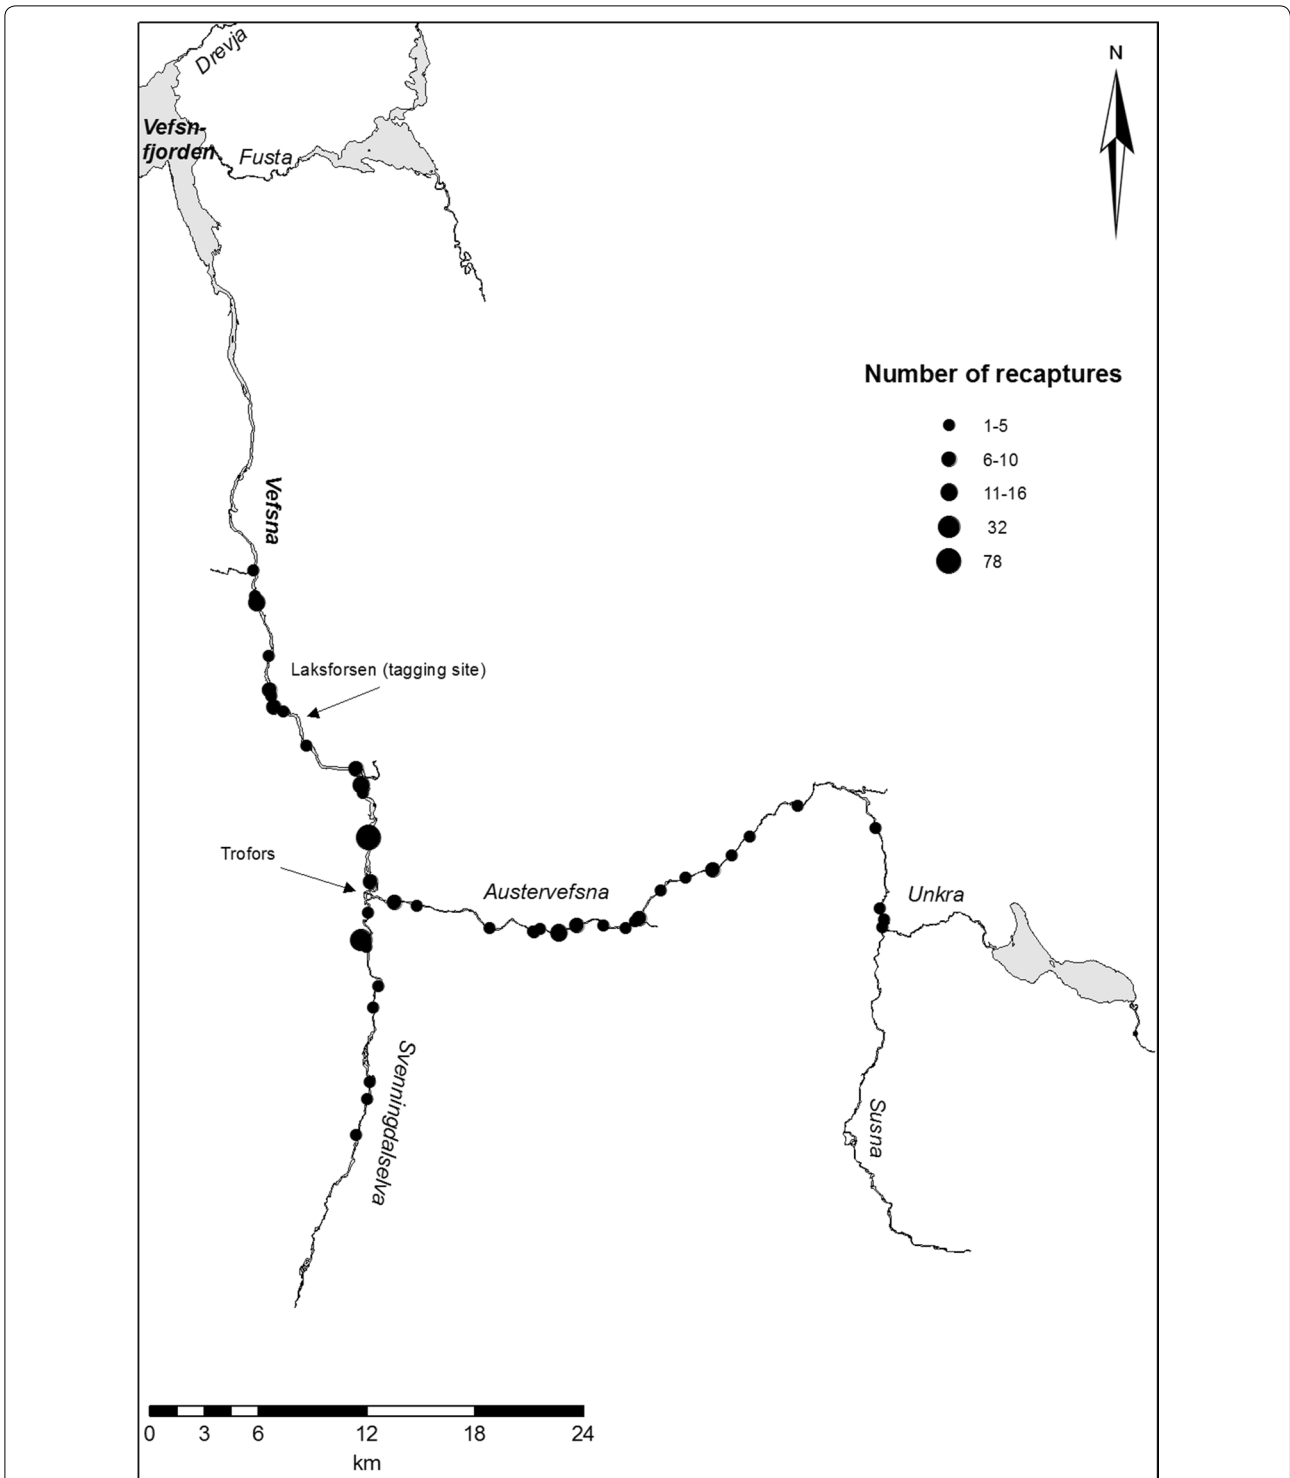 Drevja
N
Vefsn-
fjorden
Fusta
Number of recaptures
1-5
6-10
11-16
32
78
Vefsna
Laksforsen (tagging site)
Trofors
Austervefsna
Unkra
Svenningdalselva
Susna
0 3 6 12 18 24
km